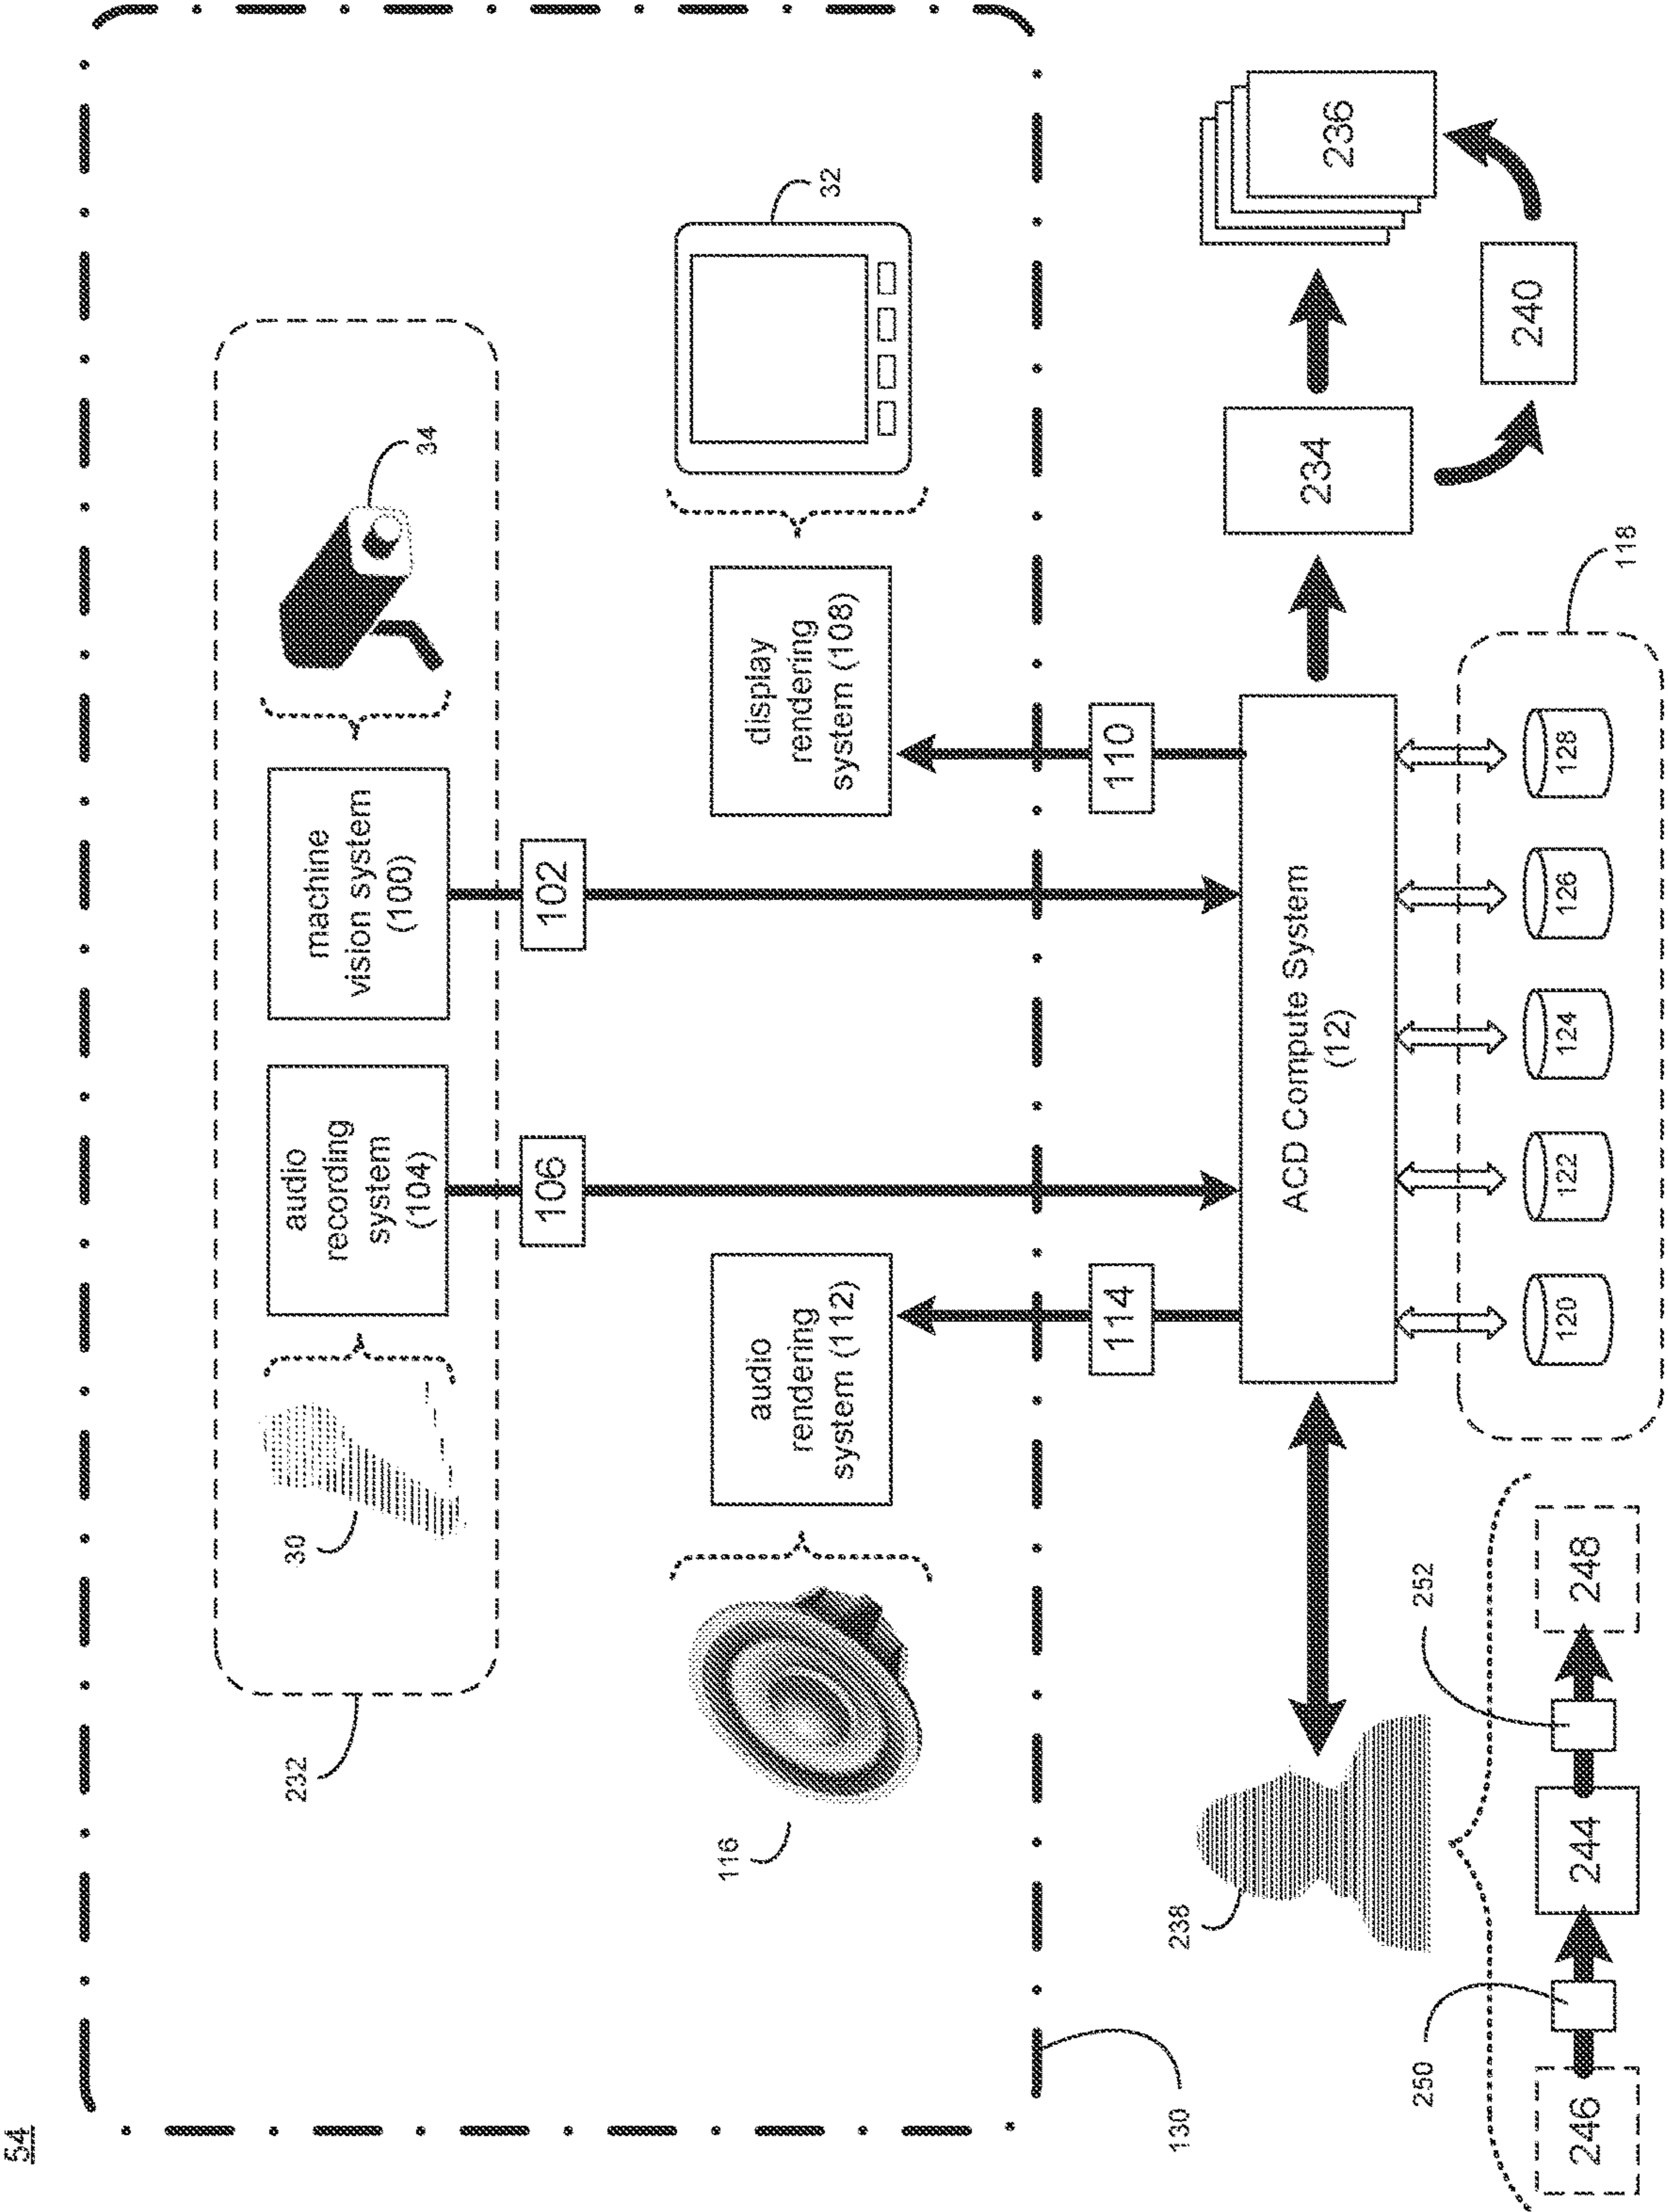 54
232
30
audio
recording
system
(104)
machine
vision system
(100)
34
106
102
116
audio
rendering
system (112)
display
rendering
system (108)
32
130
114
110
238
ACD Compute System
(12)
234
236
240
118
120
122
124
126
128
250
252
246
244
248